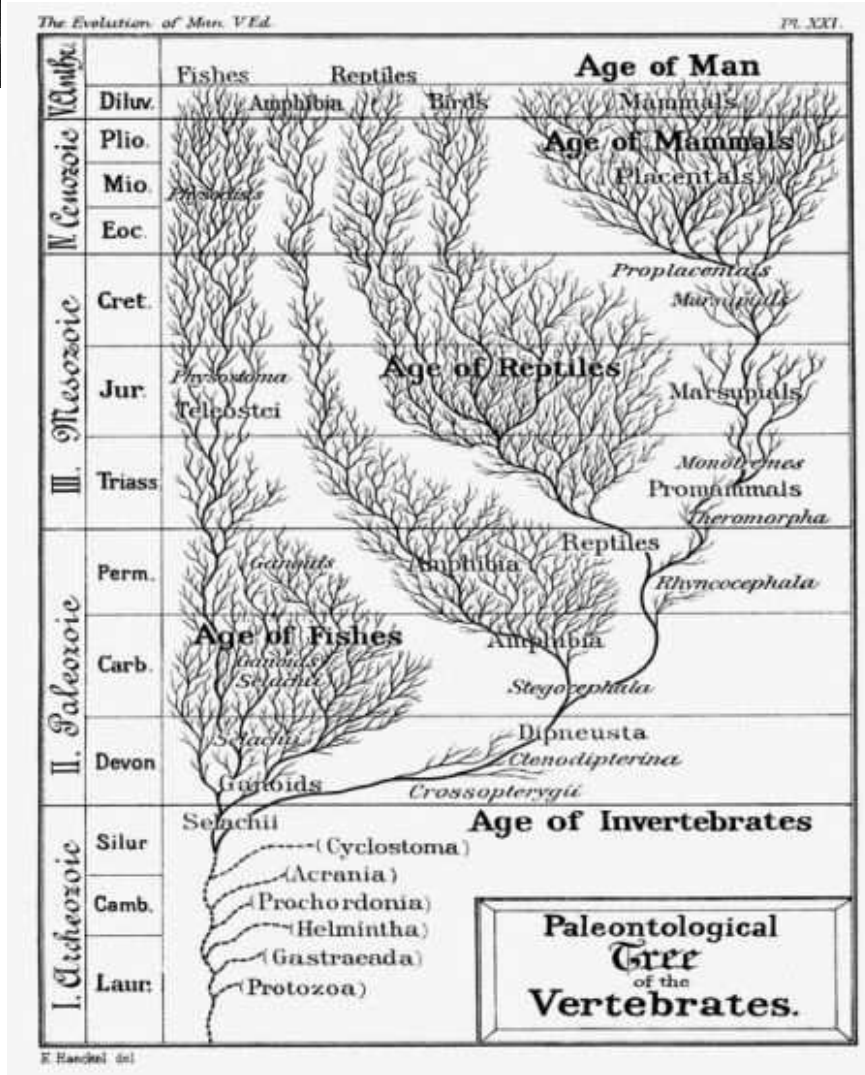 The Evolution of Man. V Ed.
Pl. XXI.
V. Anthr.
Fishes
Reptiles
Age of Man
Diluv.
Amphibia
Birds
Mammals
IV. Cenozoic
Plio.
Age of Mammals
Mio.
Physoclists
Placentals
Eoc.
III. Mesozoic
Proplacentals
Cret.
Marsupials
Jur.
Physostoma
Age of Reptiles
Teleostei
Marsupials
Triass
Monotremes
Promammals
Theromorpha
II. Paleozoic
Perm.
Ganoids
Amphibia
Reptiles
Rhyncocephala
Age of Fishes
Amphibia
Carb.
Ganoids
Selachii
Stegocephala
Devon
Selachii
Dipneusta
Ctenodipterina
Ganoids
Crossopterygii
I. Archeozoic
Selachii
Age of Invertebrates
Silur
(Cyclostoma)
(Acrania)
Camb.
(Prochordonia)
(Helmintha)
(Gastraeada)
Laur.
(Protozoa)
Paleontological
Tree
of the
Vertebrates.
E. Haeckel del.